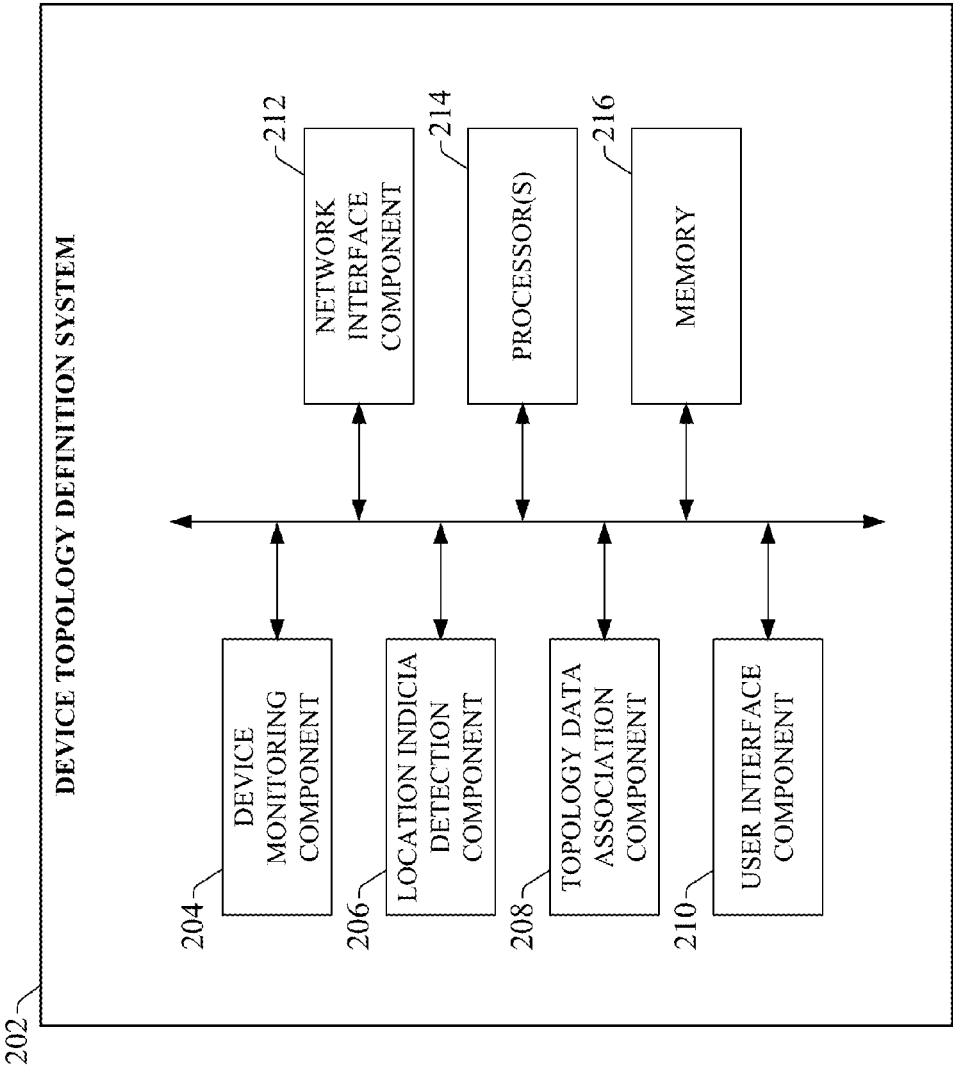 202
DEVICE TOPOLOGY DEFINITION SYSTEM
204
DEVICE
MONITORING
COMPONENT
206
LOCATION INDICIA
DETECTION
COMPONENT
208
TOPOLOGY DATA
ASSOCIATION
COMPONENT
210
USER INTERFACE
COMPONENT
212
NETWORK
INTERFACE
COMPONENT
214
PROCESSOR(S)
216
MEMORY